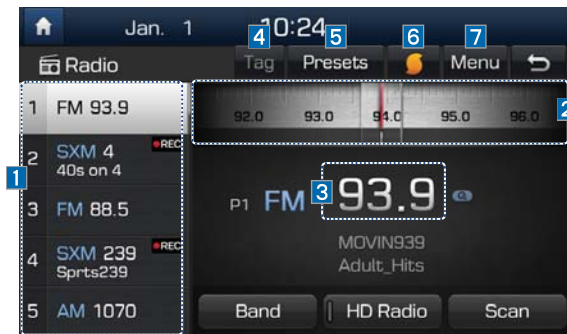 Jan. 1 10:24
4 5 6 7
Radio Tag Presets Menu
1 FM 93.9
92.0 93.0 94.0 95.0 96.0 2
2 SXM 4 REC
40s on 4
1
3 FM 88.5
P1 FM 3 93.9
MOVIN939
Adult_Hits
4 SXM 239 REC
Sprts239
5 AM 1070
Band HD Radio Scan